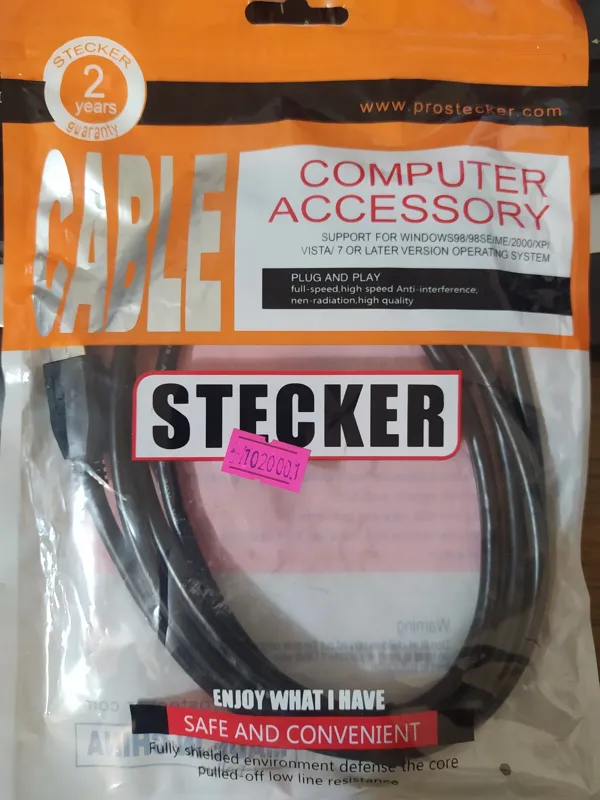 STECKER
2
years
guaranty
www.prostecker.com
CABLE
COMPUTER
ACCESSORY
SUPPORT FOR WINDOWS98/98SE/ME/2000/XP/
VISTA/ 7 OR LATER VERSION OPERATING SYSTEM
PLUG AND PLAY
full-speed,high speed Anti-interference,
nen-radiation,high quality
STECKER
102000.1
Warning
ENJOY WHAT I HAVE
SAFE AND CONVENIENT
Fully shielded environment defense the core
pulled-off low line resistance